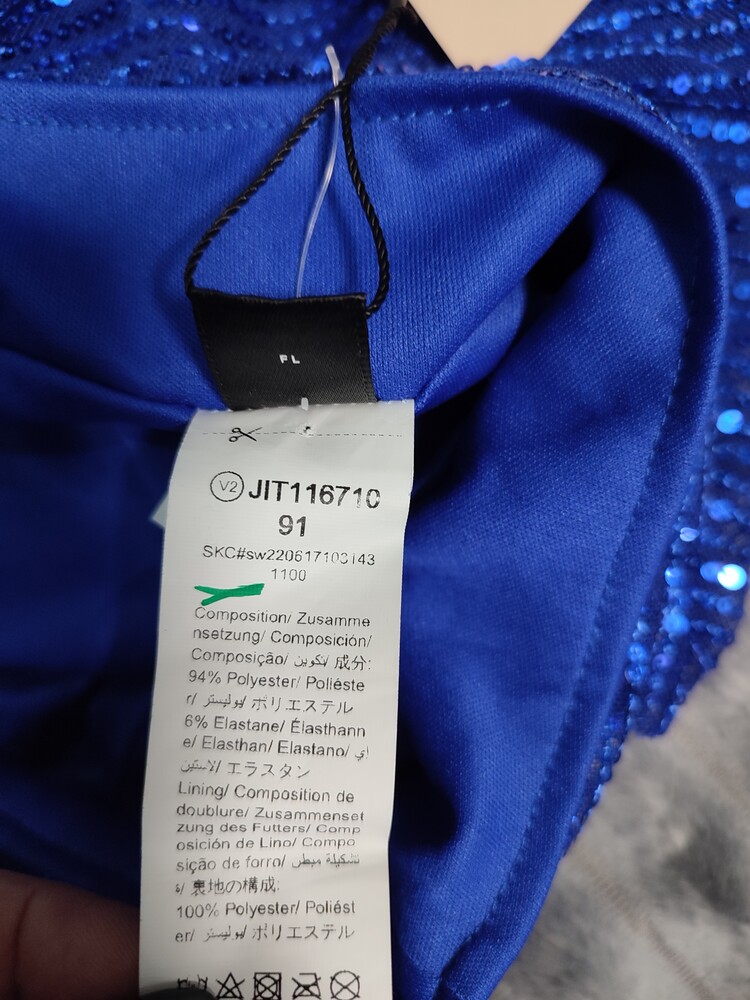 FL
V2 JIT116710
91
SKC#sw220617103143
1100
Composition/ Zusamme
nsetzung/ Composición/
Composição/ تكوين/ 成分:
94% Polyester/ Poliéste
r/ بوليستر/ ポリエステル
6% Elastane/ Élasthann
e/ Elasthan/ Elastano/ إي
لاستين/ エラスタン
Lining/ Composition de
doublure/ Zusammenset
zung des Futters/ Comp
osición de Lino/ Compo
sição de forro/ تشكيلة مبطن
ة/ 裏地の構成:
100% Polyester/ Poliést
er/ بوليستر/ ポリエステル